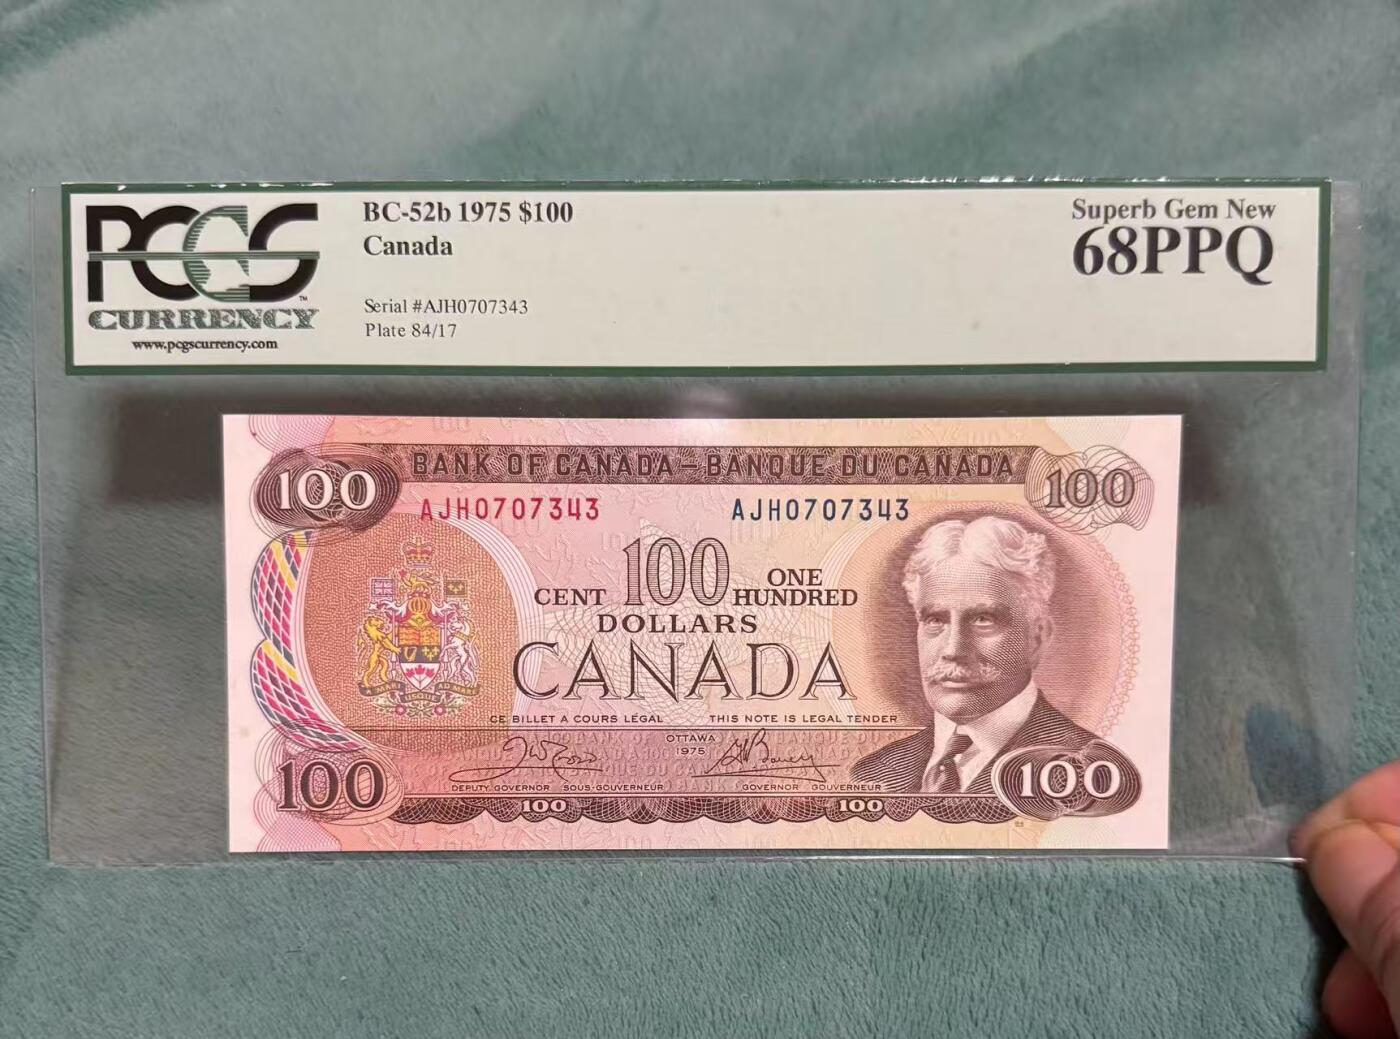 PCGS
CURRENCY
www.pcgscurrency.com
BC-52b 1975 $100
Canada
Serial #AJH0707343
Plate 84/17
Superb Gem New
68PPQ
BANK OF CANADA – BANQUE DU CANADA
100
100
AJH0707343
AJH0707343
CENT 100 ONE HUNDRED
DOLLARS
CANADA
CE BILLET A COURS LEGAL
THIS NOTE IS LEGAL TENDER
OTTAWA
1975
DEPUTY GOVERNOR SOUS-GOUVERNEUR
GOVERNOR GOUVERNEUR
100
100
100
100